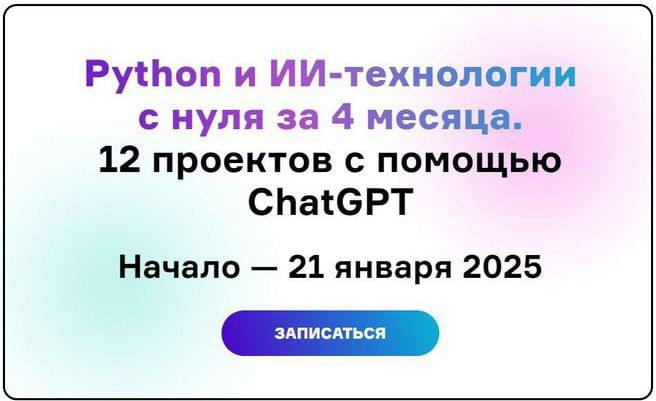 Python и ИИ-технологии
с нуля за 4 месяца.
12 проектов с помощью
ChatGPT
Начало — 21 января 2025
ЗАПИСАТЬСЯ